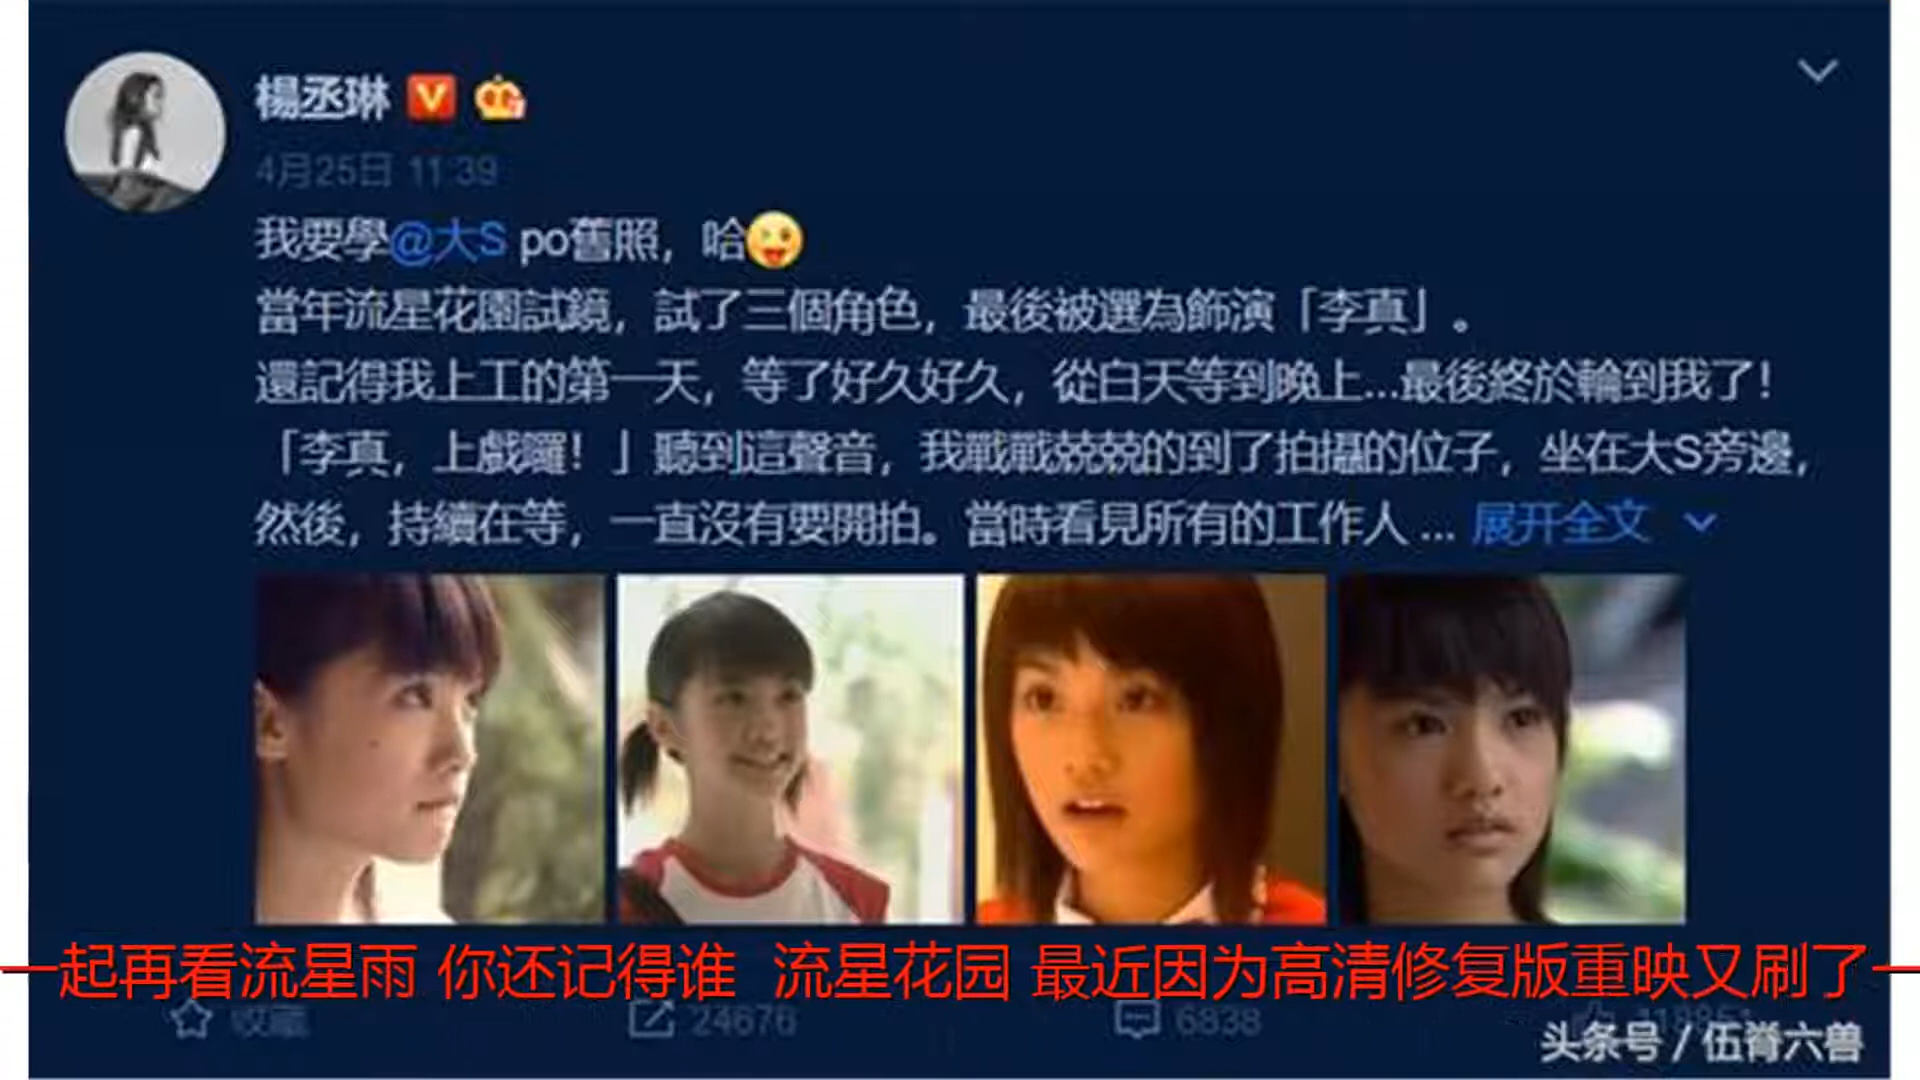 楊丞琳
4月25日 11:39
我要學@大S po舊照，哈
當年流星花園試鏡，試了三個角色，最後被選為飾演「李真」。
還記得我上工的第一天，等了好久好久，從白天等到晚上...最後終於輪到我了！
「李真，上戲囉！」聽到這聲音，我戰戰兢兢的到了拍攝的位子，坐在大S旁邊，
然後，持續在等，一直沒有要開拍。當時看見所有的工作人 ... 展开全文
一起再看流星雨 你还记得谁 流星花园 最近因为高清修复版重映又刷了一
收藏 24676 6838
头条号 / 伍脊六兽